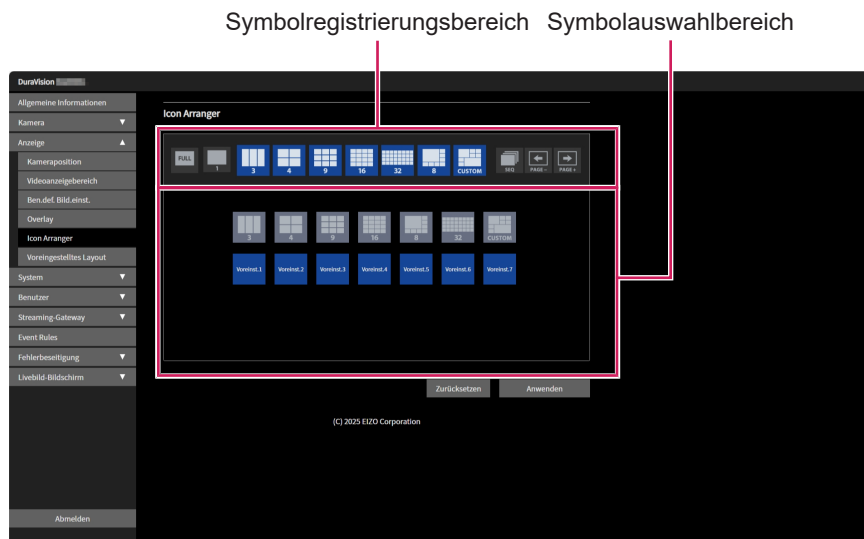 Symbolregistrierungsbereich Symbolauswahlbereich
DuraVision
Allgemeine Informationen
Kamera
Anzeige
Kameraposition
Videoanzeigebereich
Ben.def. Bild.einst.
Overlay
Icon Arranger
Voreingestelltes Layout
System
Benutzer
Streaming-Gateway
Event Rules
Fehlerbeseitigung
Livebild-Bildschirm
Abmelden
Icon Arranger
FULL 1 3 4 9 16 32 8 CUSTOM SEQ PAGE− PAGE+
3 4 9 16 8 32 CUSTOM
Voreinst.1 Voreinst.2 Voreinst.3 Voreinst.4 Voreinst.5 Voreinst.6 Voreinst.7
Zurücksetzen Anwenden
(C) 2025 EIZO Corporation